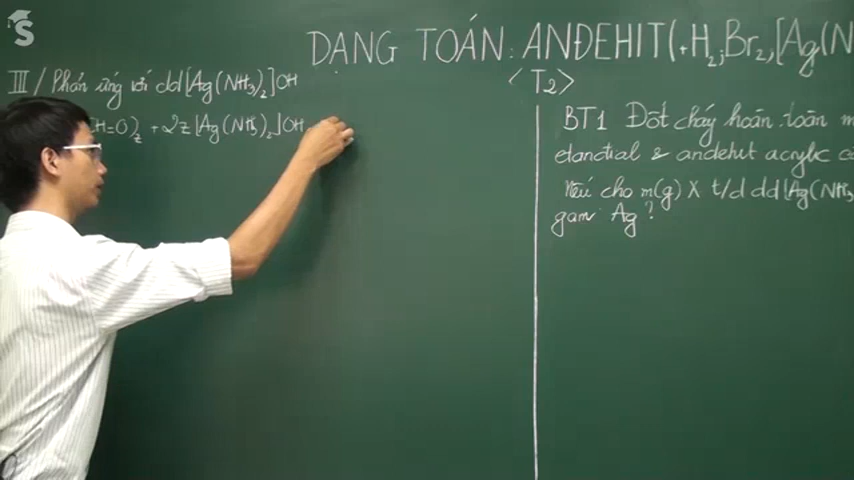 S
DẠNG TOÁN: ANĐEHIT(+H2; Br2, [Ag(N
<T2>
III / Phản ứng với dd [Ag(NH3)2]OH
H=O)z + 2z [Ag(NH3)2]OH
BT1 Đốt cháy hoàn toàn m
etanđial & anđehit acrylic c
Nếu cho m(g) X t/d dd [Ag(NH3
gam Ag?